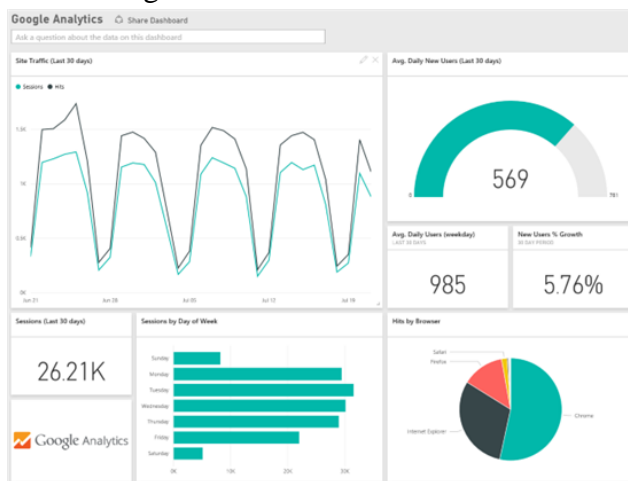 Google Analytics
Share Dashboard
Ask a question about the data on this dashboard
Site Traffic (Last 30 days)
Sessions Hits
1.0K
1K
0.0K
0K
Jun 21 Jun 28 Jul 05 Jul 12 Jul 19
Avg. Daily New Users (Last 30 days)
569
0
781
Avg. Daily Users (weekday)
LAST 30 DAYS
985
New Users % Growth
30 DAY PERIOD
5.76%
Sessions (Last 30 days)
26.21K
Google Analytics
Sessions by Day of Week
Sunday
Monday
Tuesday
Wednesday
Thursday
Friday
Saturday
0K 10K 20K 30K
Hits by Browser
Safari
Firefox
Internet Explorer
Chrome